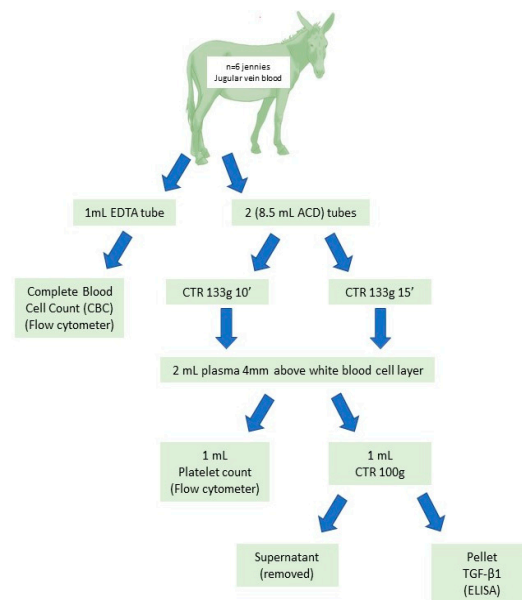 n=6 jennies
Jugular vein blood
1mL EDTA tube
2 (8.5 mL ACD) tubes
Complete Blood
Cell Count (CBC)
(Flow cytometer)
CTR 133g 10′
CTR 133g 15′
2 mL plasma 4mm above white blood cell layer
1 mL
Platelet count
(Flow cytometer)
1 mL
CTR 100g
Supernatant
(removed)
Pellet
TGF-β1
(ELISA)